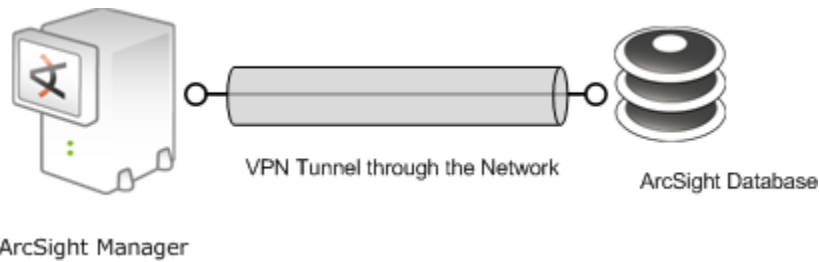 VPN Tunnel through the Network
ArcSight Database
ArcSight Manager